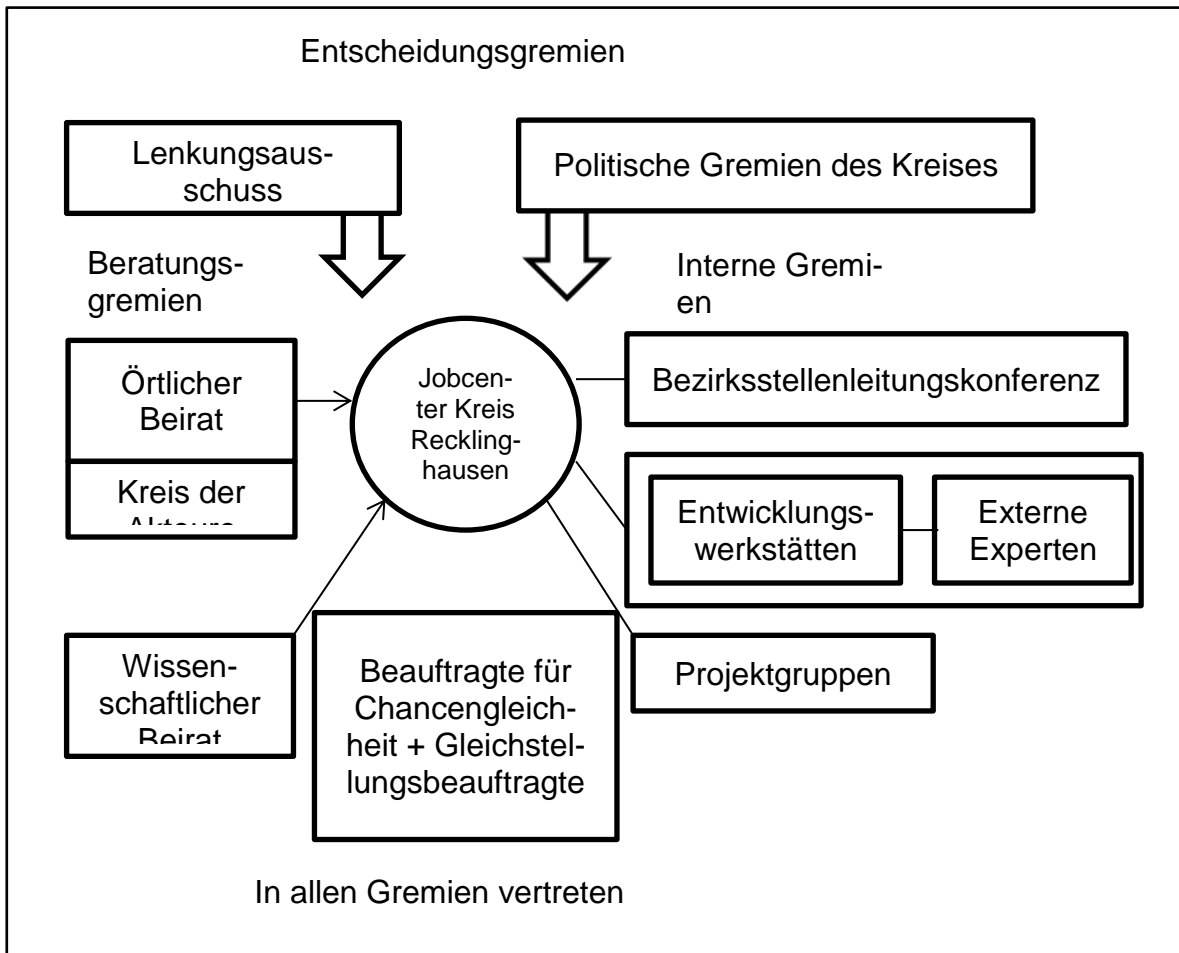 Entscheidungsgremien
Lenkungsaus-
schuss
Politische Gremien des Kreises
Beratungs-
gremien
Interne Gremi-
en
Örtlicher
Beirat
Kreis der
Akteure
Jobcen-
ter Kreis
Reckling-
hausen
Bezirksstellenleitungskonferenz
Entwicklungs-
werkstätten
Externe
Experten
Wissen-
schaftlicher
Beirat
Beauftragte für
Chancengleich-
heit + Gleichstel-
lungsbeauftragte
Projektgruppen
In allen Gremien vertreten